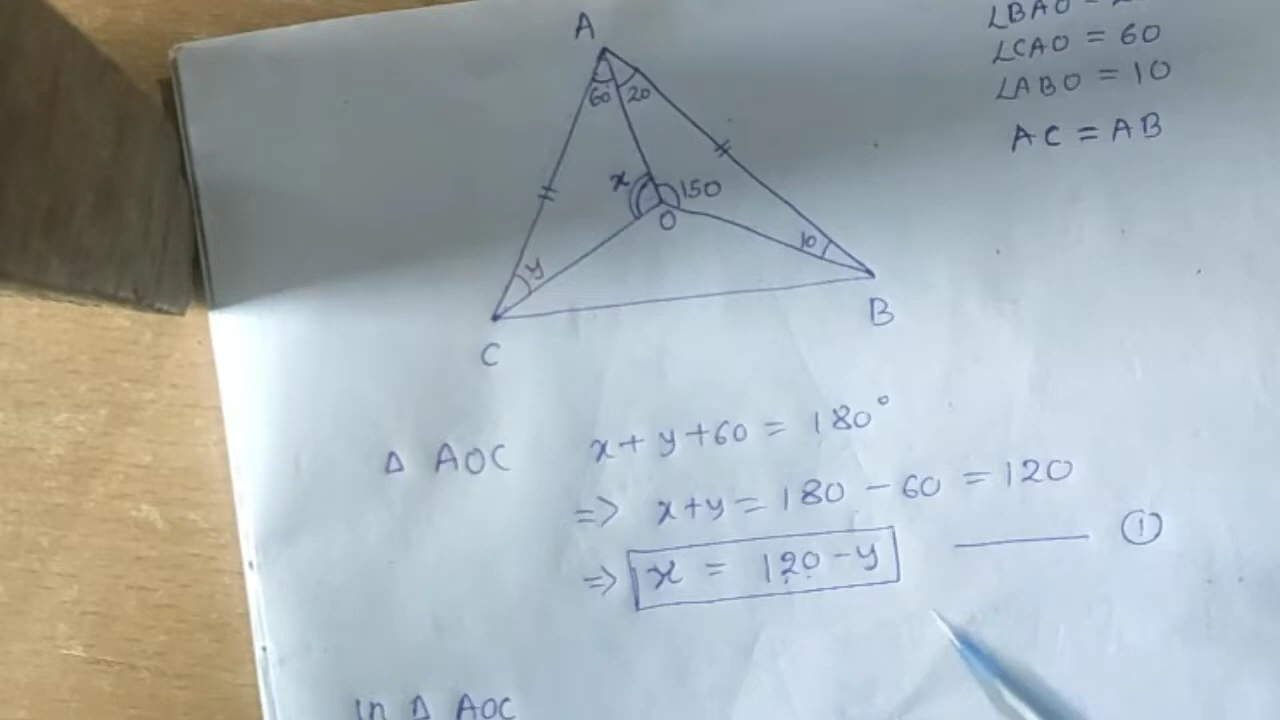 ∠BAO
∠CAO = 60
∠ABO = 10
AC = AB
A
60 20
x 150
O
10
y
B
C
Δ AOC x + y + 60 = 180°
=> x + y = 180 - 60 = 120
=> x = 120 - y ①
In Δ AOC